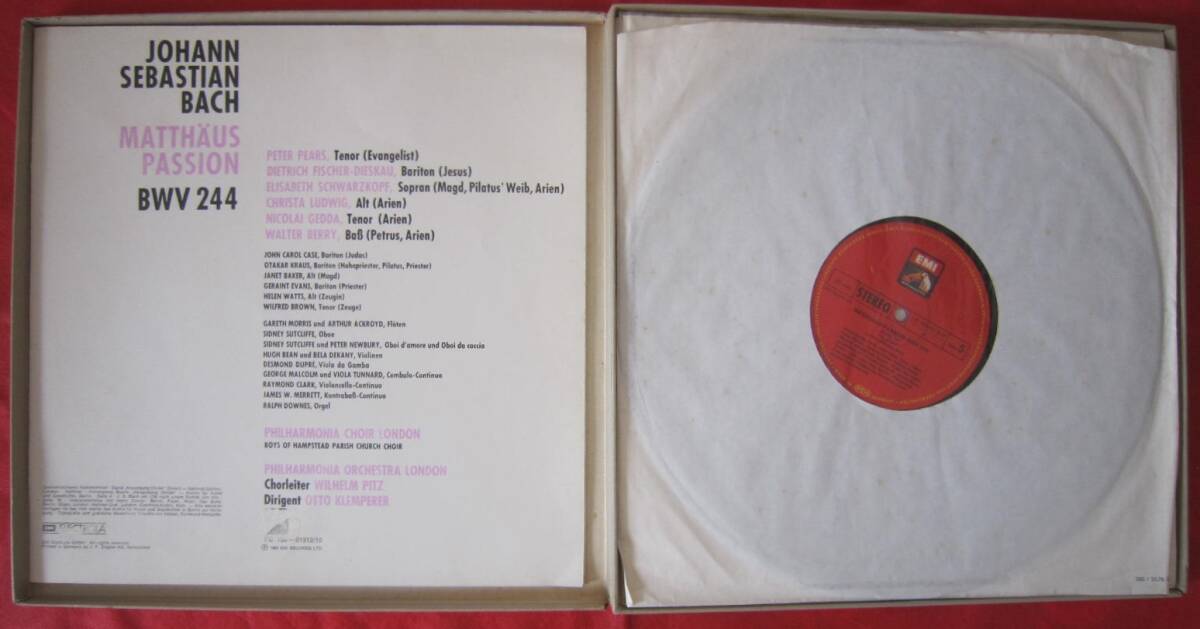 JOHANN
SEBASTIAN
BACH
MATTHÄUS
PASSION
BWV 244
PETER PEARS, Tenor (Evangelist)
DIETRICH FISCHER-DIESKAU, Bariton (Jesus)
ELISABETH SCHWARZKOPF, Sopran (Magd, Pilatus' Weib, Arien)
CHRISTA LUDWIG, Alt (Arien)
NICOLAI GEDDA, Tenor (Arien)
WALTER BERRY, Baß (Petrus, Arien)
JOHN CAROL CASE, Bariton (Judas)
OTAKAR KRAUS, Bariton (Hohepriester, Pilatus, Priester)
JANET BAKER, Alt (Magd)
GERAINT EVANS, Bariton (Priester)
HELEN WATTS, Alt (Zeugin)
WILFRED BROWN, Tenor (Zeuge)
GARETH MORRIS und ARTHUR ACKROYD, Flöten
SIDNEY SUTCLIFFE, Oboe
SIDNEY SUTCLIFFE und PETER NEWBURY, Oboi d'amore und Oboi da caccia
HUGH BEAN und BELA DEKANY, Violinen
DESMOND DUPRE, Viola da Gamba
GEORGE MALCOLM und VIOLA TUNNARD, Cembalo-Continuo
RAYMOND CLARK, Violoncello-Continuo
JAMES W. MERRETT, Kontrabaß-Continuo
RALPH DOWNES, Orgel
PHILHARMONIA CHOIR LONDON
BOYS OF HAMPSTEAD PARISH CHURCH CHOIR
PHILHARMONIA ORCHESTRA LONDON
Chorleiter WILHELM PITZ
Dirigent OTTO KLEMPERER
EMI
STEREO
5